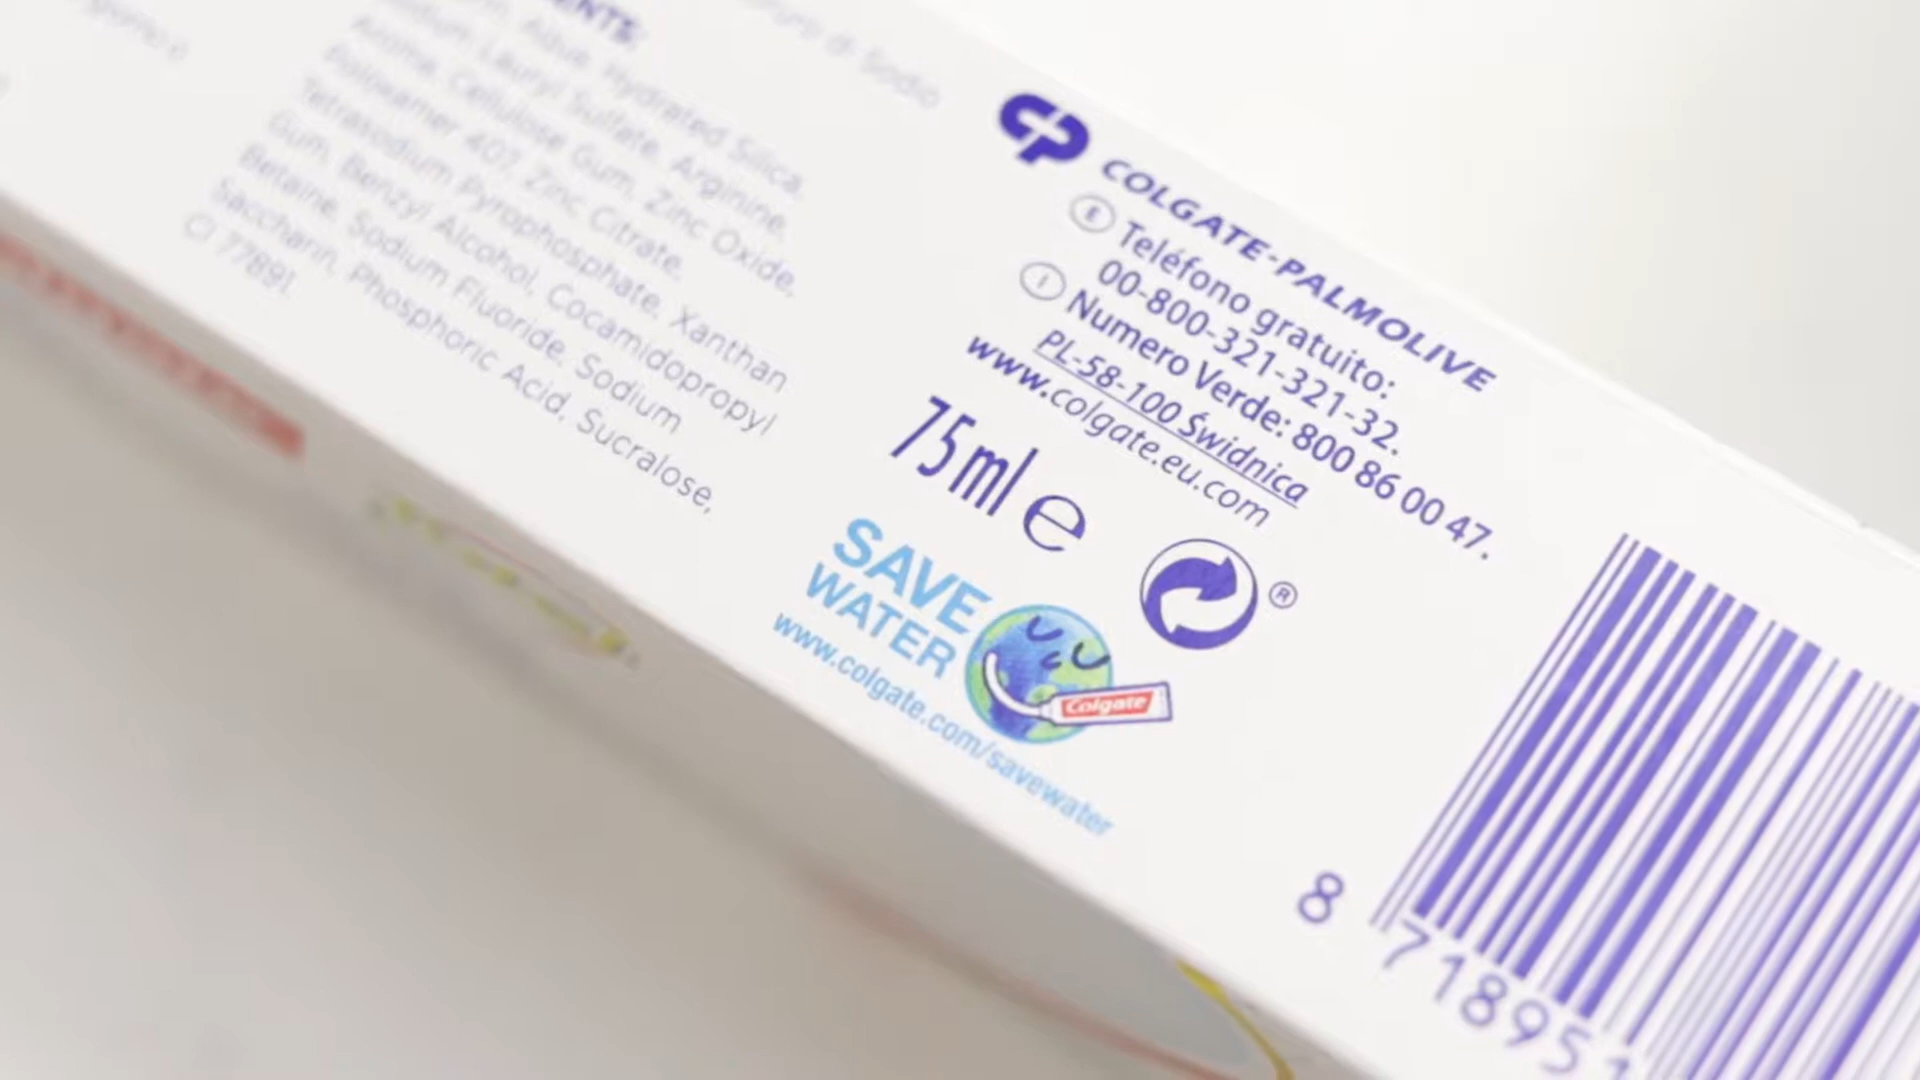 di Sodio
Aqua, Hydrated Silica,
Lauryl Sulfate, Arginine,
Aroma, Cellulose Gum, Zinc Oxide,
Poloxamer 407, Zinc Citrate,
Tetrasodium Pyrophosphate, Xanthan
Gum, Benzyl Alcohol, Cocamidopropyl
Betaine, Sodium Fluoride, Sodium
Saccharin, Phosphoric Acid, Sucralose,
CI 77891.
CP COLGATE-PALMOLIVE
E Teléfono gratuito:
00-800-321-321-32.
I Numero Verde: 800 86 00 47.
PL-58-100 Świdnica
www.colgate.eu.com
75ml e
®
SAVE
WATER
Colgate
www.colgate.com/savewater
8 718951